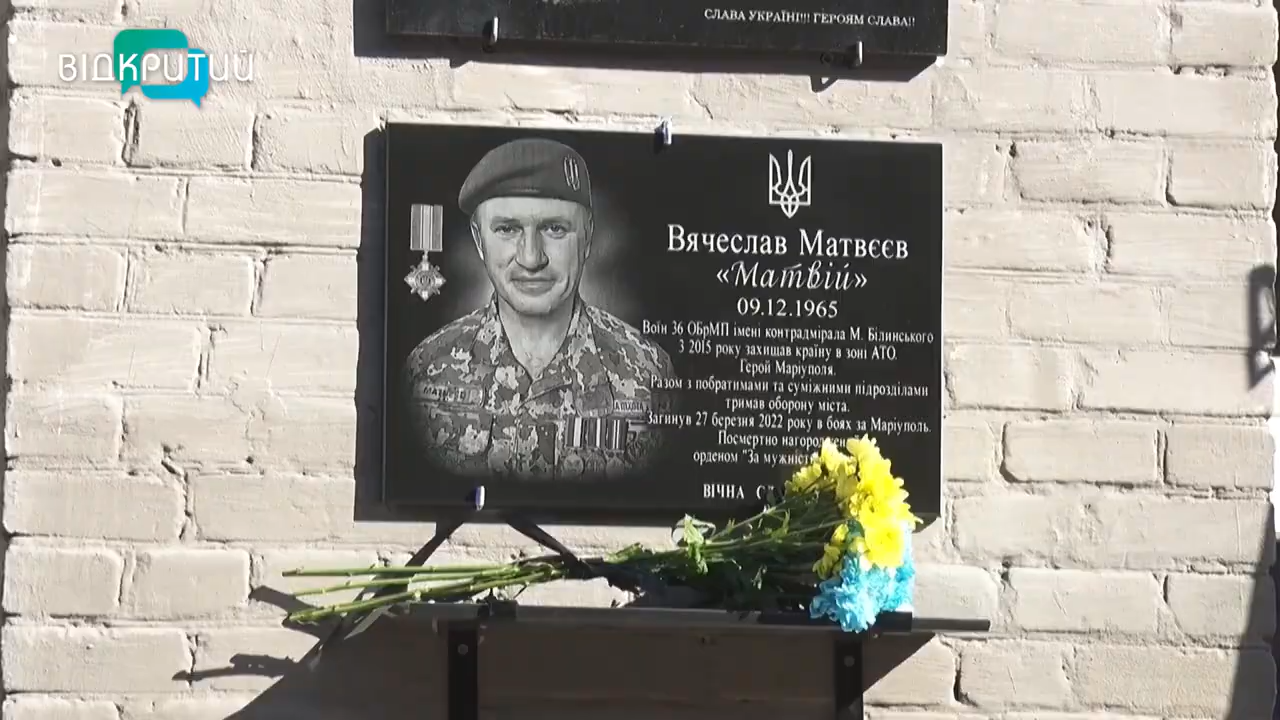 СЛАВА УКРАЇНІ!!! ГЕРОЯМ СЛАВА!!
ВІДКРИТИЙ
Вячеслав Матвєєв
«Матвій»
09.12.1965
Воїн 36 ОБрМП імені контрадмірала М. Білинського
З 2015 року захищав країну в зоні АТО.
Герой Маріуполя.
Разом з побратимами та суміжними підрозділами
тримав оборону міста.
Загинув 27 березня 2022 року в боях за Маріуполь.
Посмертно
орденом "За
ВІЧНА